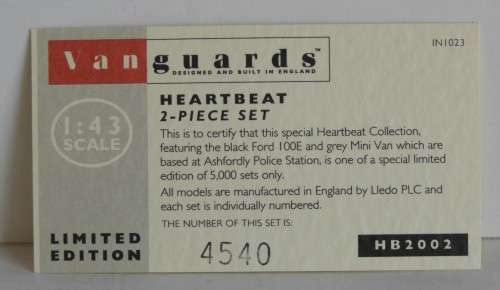 IN1023
Vanguards™
DESIGNED AND BUILT IN ENGLAND
1:43
SCALE
HEARTBEAT
2-PIECE SET
This is to certify that this special Heartbeat Collection,
featuring the black Ford 100E and grey Mini Van which are
based at Ashfordly Police Station, is one of a special limited
edition of 5,000 sets only.
All models are manufactured in England by Lledo PLC and
each set is individually numbered.
THE NUMBER OF THIS SET IS:
4540
LIMITED
EDITION
HB2002